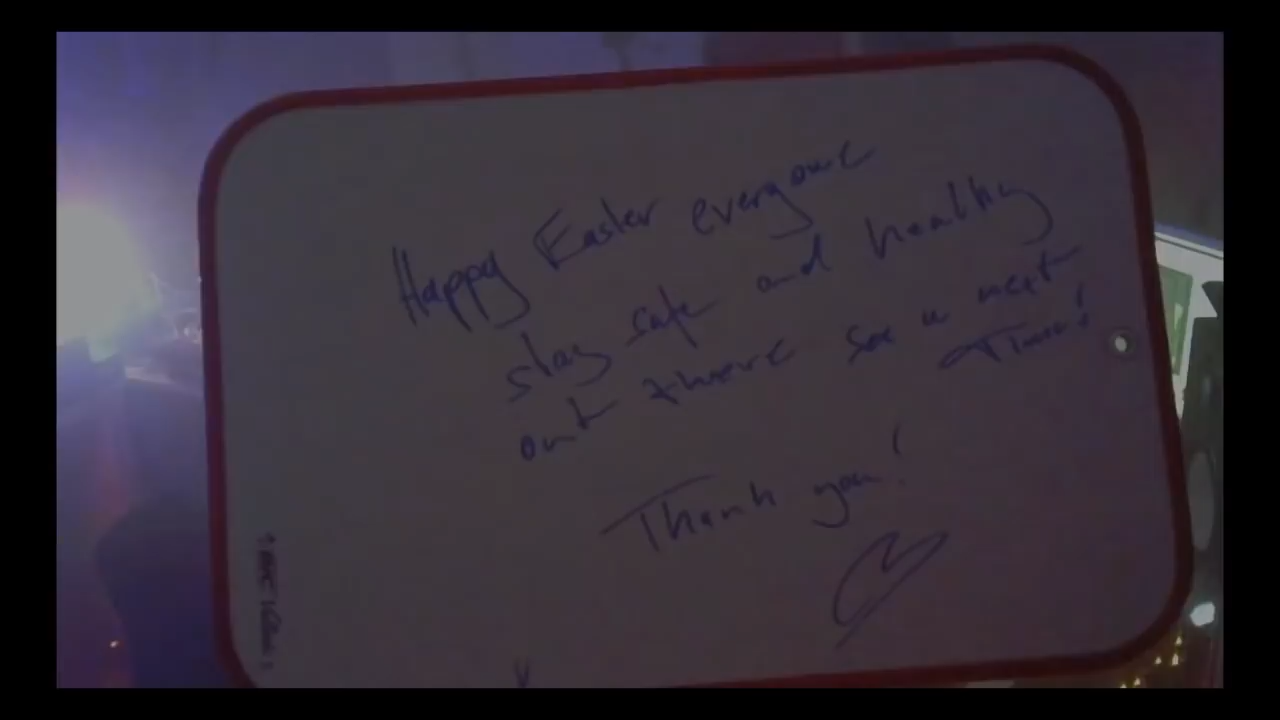 Happy Easter everyone
stay safe and healthy
out there see u next
Time!
Thank you!